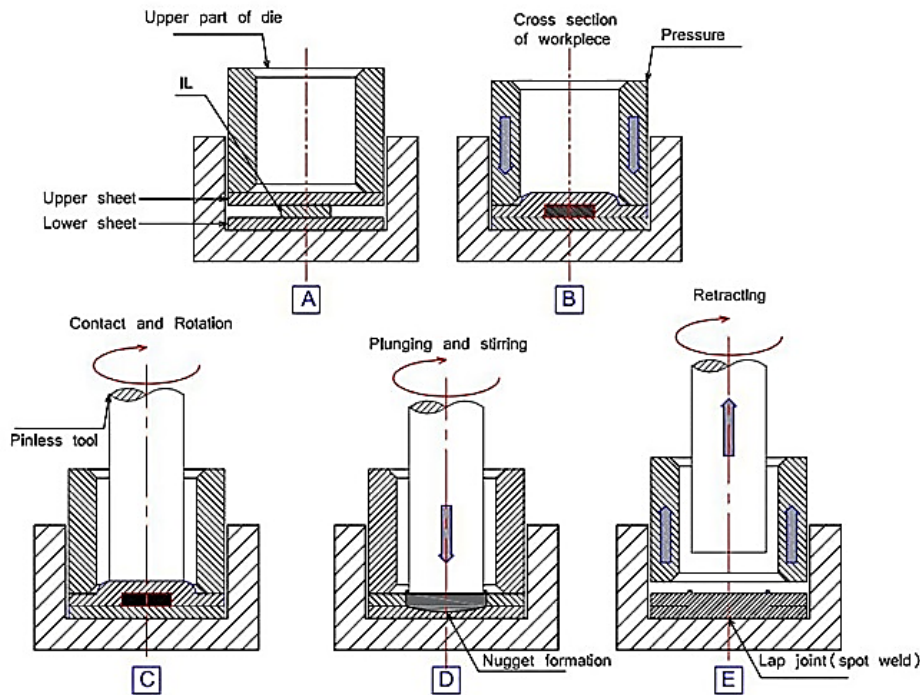 Upper part of die
IL
Upper sheet
Lower sheet
A
Cross section
of workpiece
Pressure
B
Contact and Rotation
Pinless tool
C
Plunging and stirring
Nugget formation
D
Retracting
Lap joint(spot weld)
E